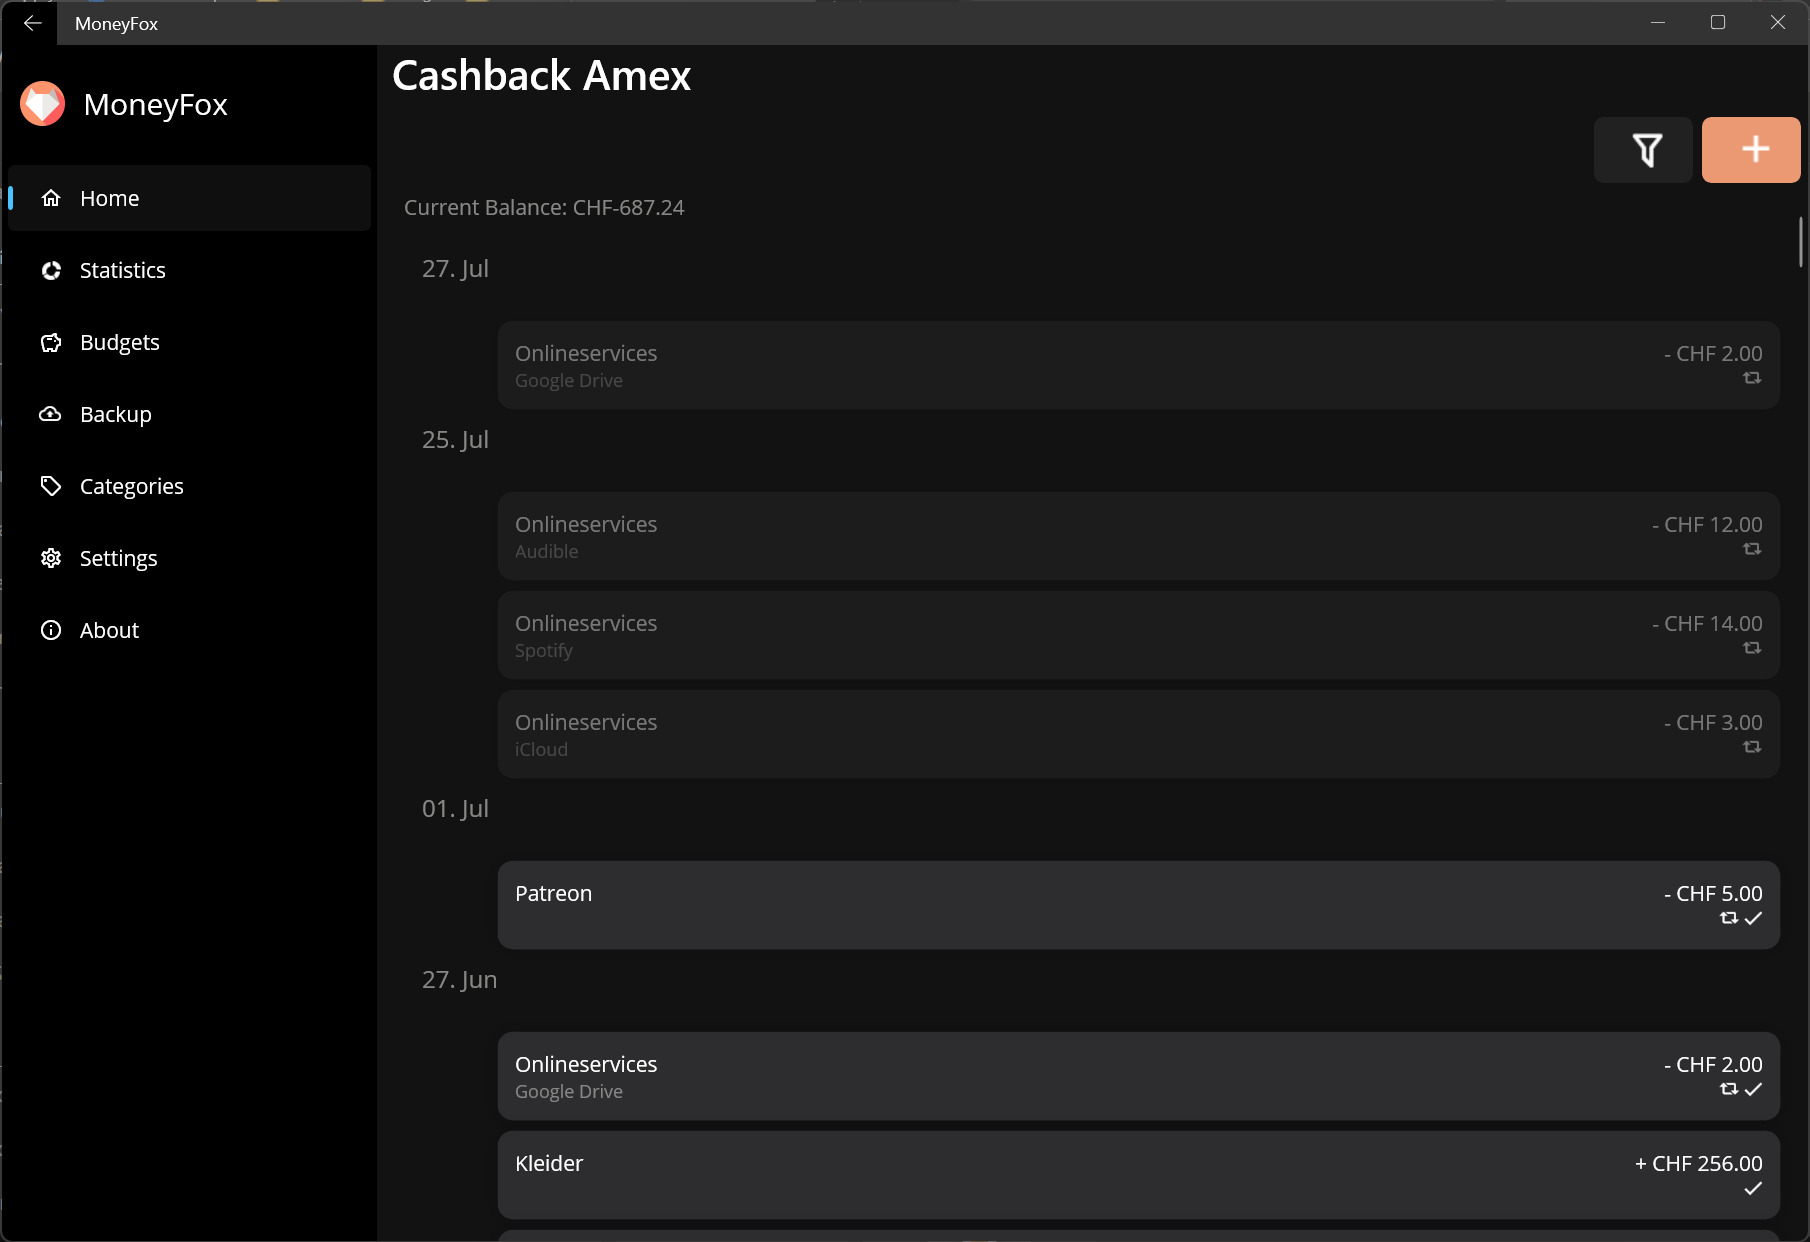 MoneyFox
MoneyFox
Home
Statistics
Budgets
Backup
Categories
Settings
About
Cashback Amex
Current Balance: CHF-687.24
27. Jul
Onlineservices - CHF 2.00
Google Drive
25. Jul
Onlineservices - CHF 12.00
Audible
Onlineservices - CHF 14.00
Spotify
Onlineservices - CHF 3.00
iCloud
01. Jul
Patreon - CHF 5.00
27. Jun
Onlineservices - CHF 2.00
Google Drive
Kleider + CHF 256.00